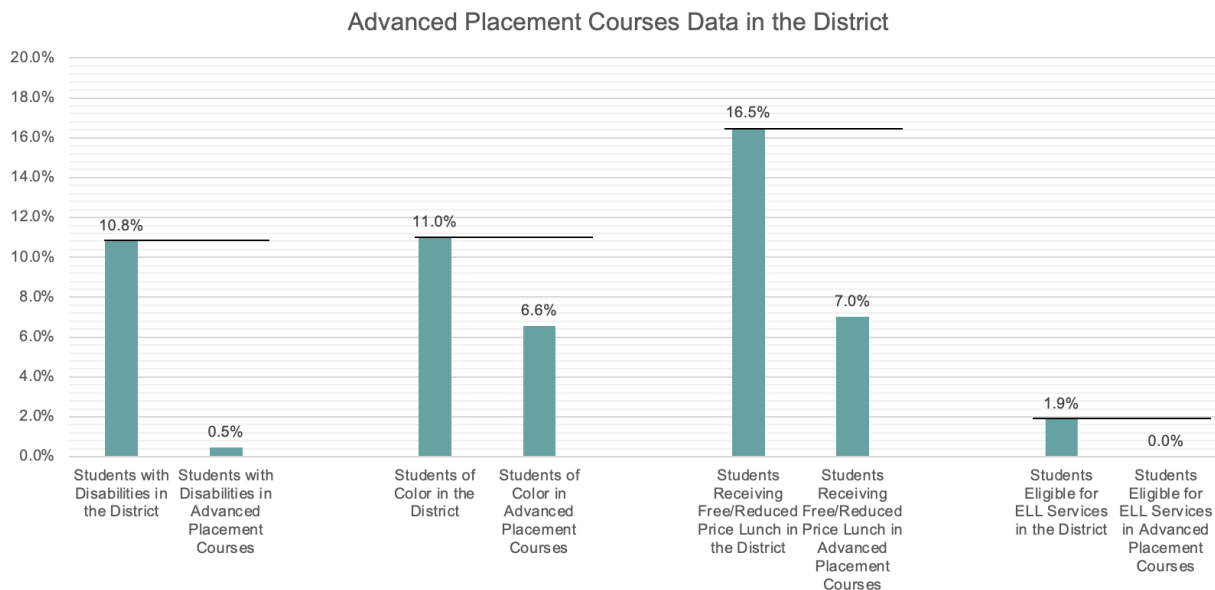 Advanced Placement Courses Data in the District
20.0%
18.0%
16.0%
14.0%
12.0%
10.0%
8.0%
6.0%
4.0%
2.0%
0.0%
10.8%
0.5%
11.0%
6.6%
16.5%
7.0%
1.9%
0.0%
Students with
Disabilities in
the District
Students with
Disabilities in
Advanced
Placement
Courses
Students of
Color in the
District
Students of
Color in
Advanced
Placement
Courses
Students
Receiving
Free/Reduced
Price Lunch in
the District
Students
Receiving
Free/Reduced
Price Lunch in
Advanced
Placement
Courses
Students
Eligible for
ELL Services
in the District
Students
Eligible for
ELL Services
in Advanced
Placement
Courses